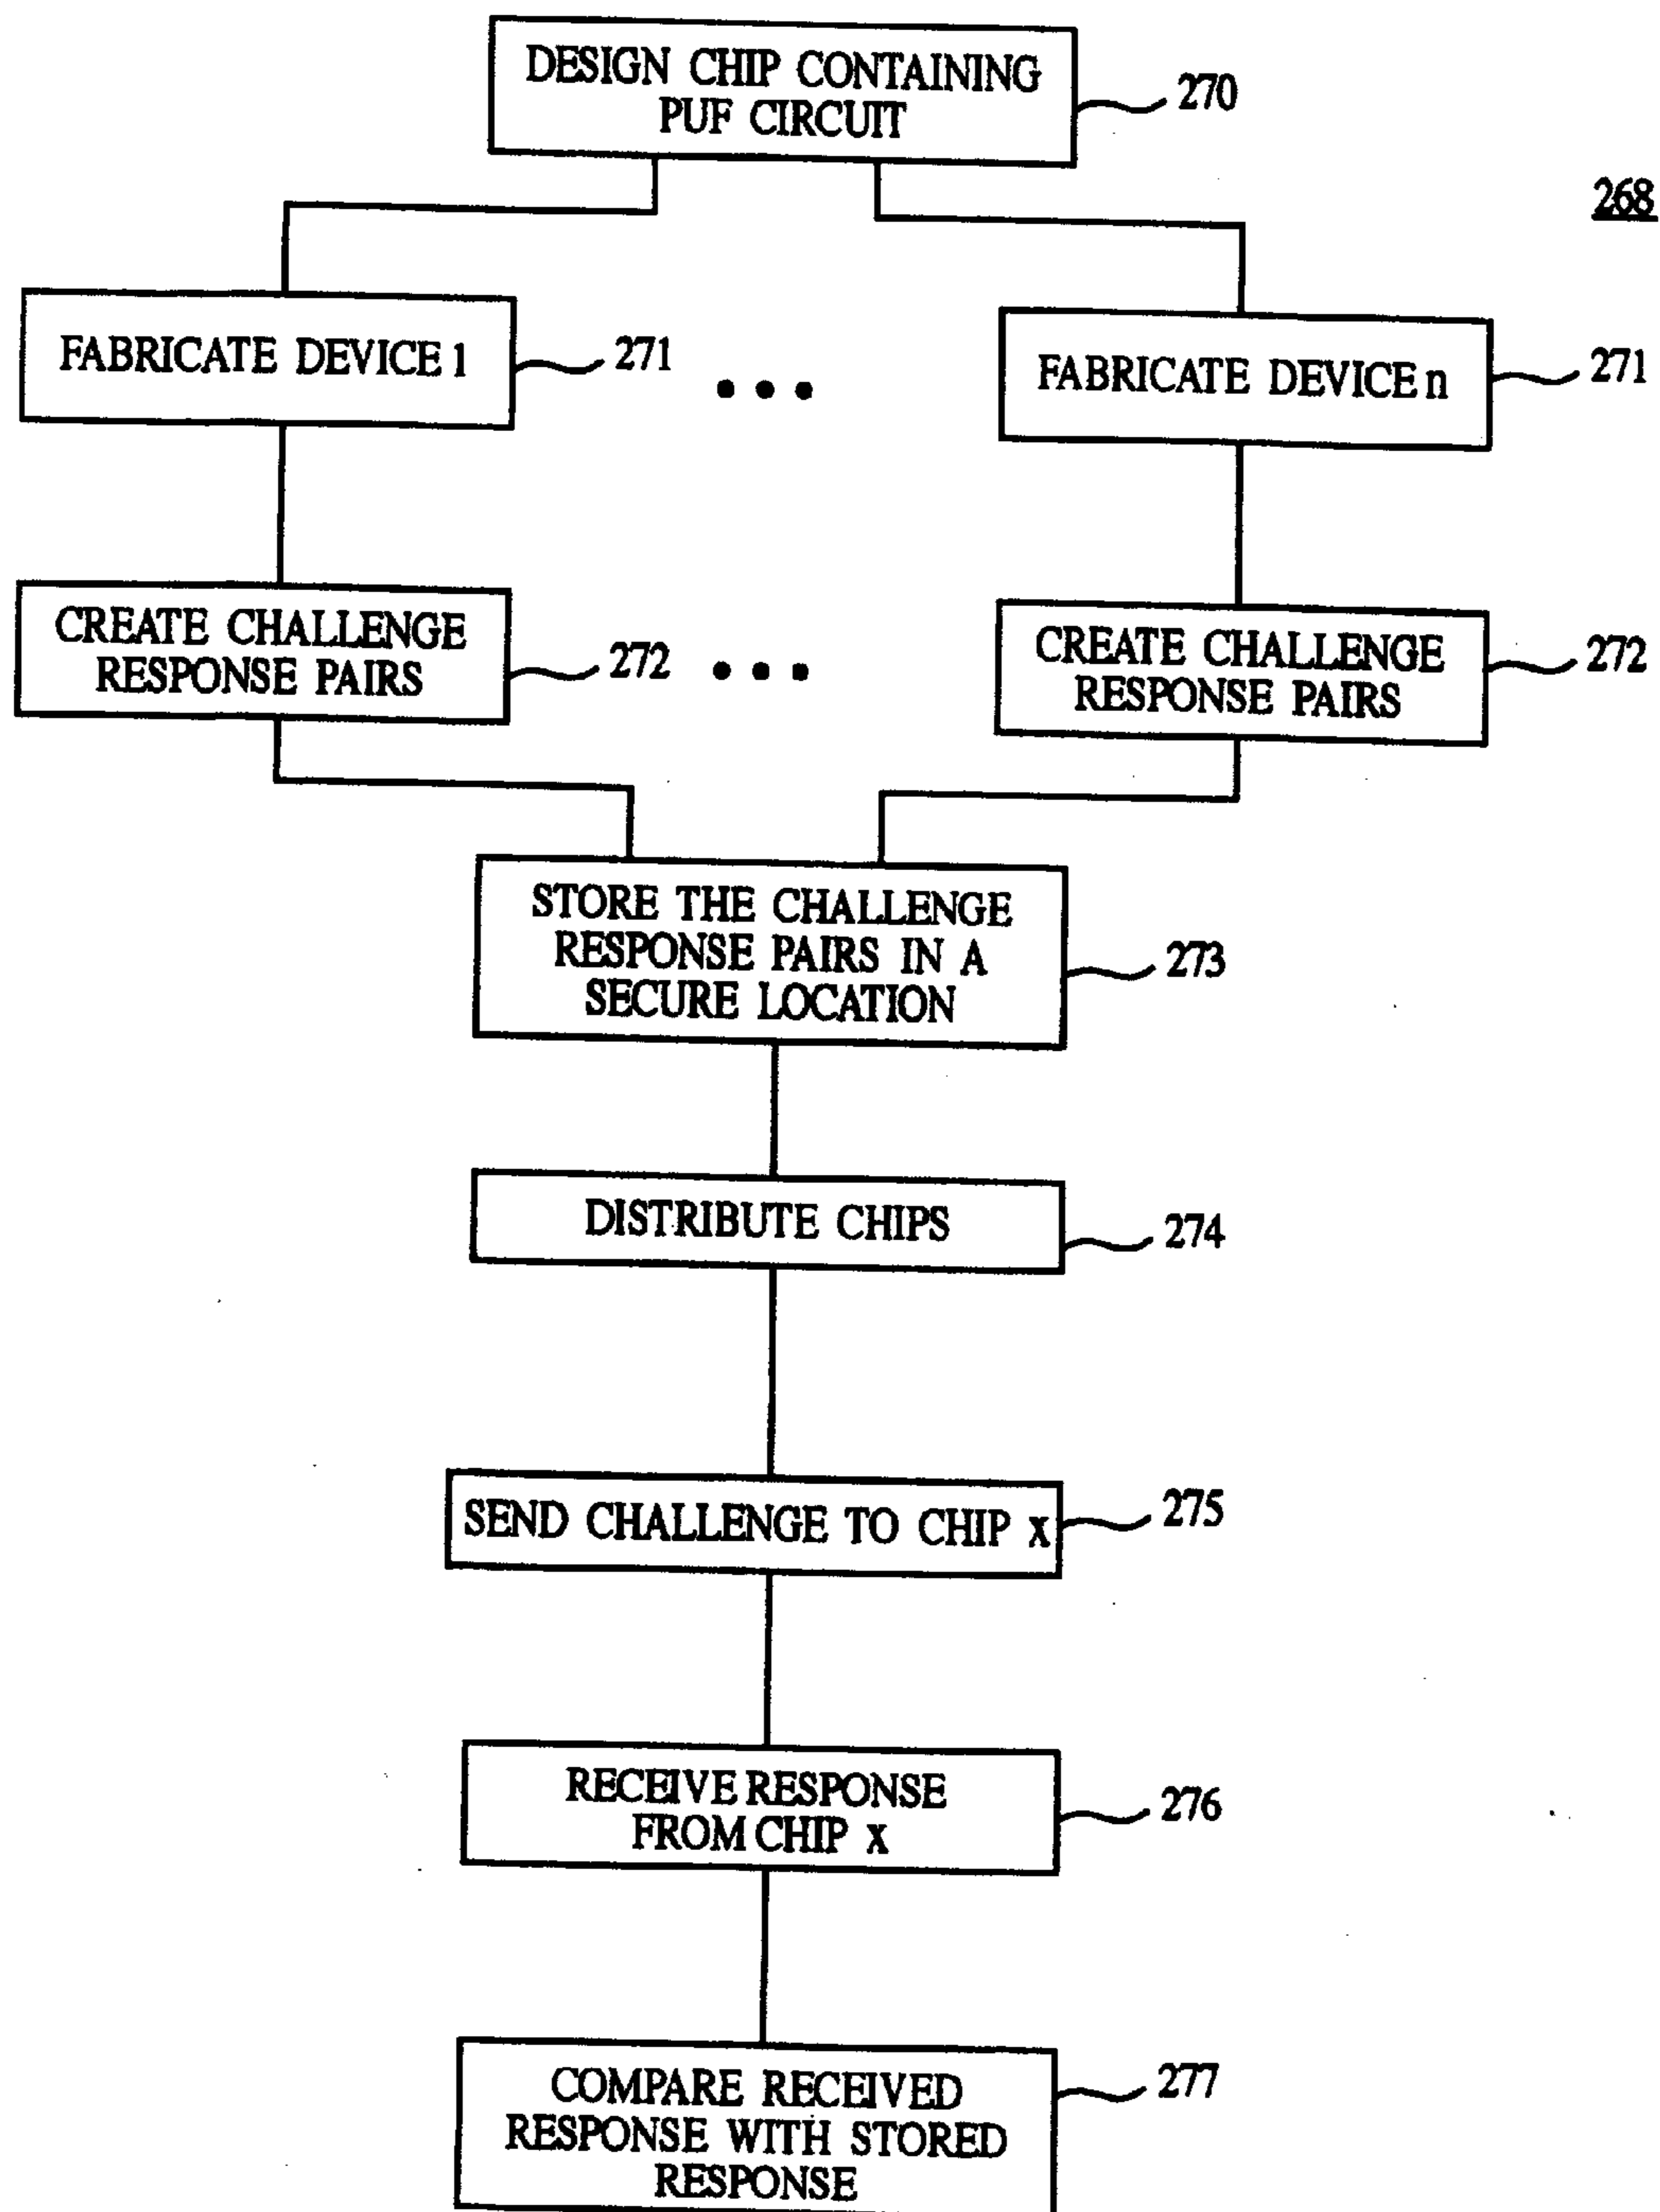 DESIGN CHIP CONTAINING
PUF CIRCUIT
270
268
FABRICATE DEVICE 1
271
• • •
FABRICATE DEVICE n
271
CREATE CHALLENGE
RESPONSE PAIRS
272
• • •
CREATE CHALLENGE
RESPONSE PAIRS
272
STORE THE CHALLENGE
RESPONSE PAIRS IN A
SECURE LOCATION
273
DISTRIBUTE CHIPS
274
SEND CHALLENGE TO CHIP x
275
RECEIVE RESPONSE
FROM CHIP x
276
COMPARE RECEIVED
RESPONSE WITH STORED
RESPONSE
277